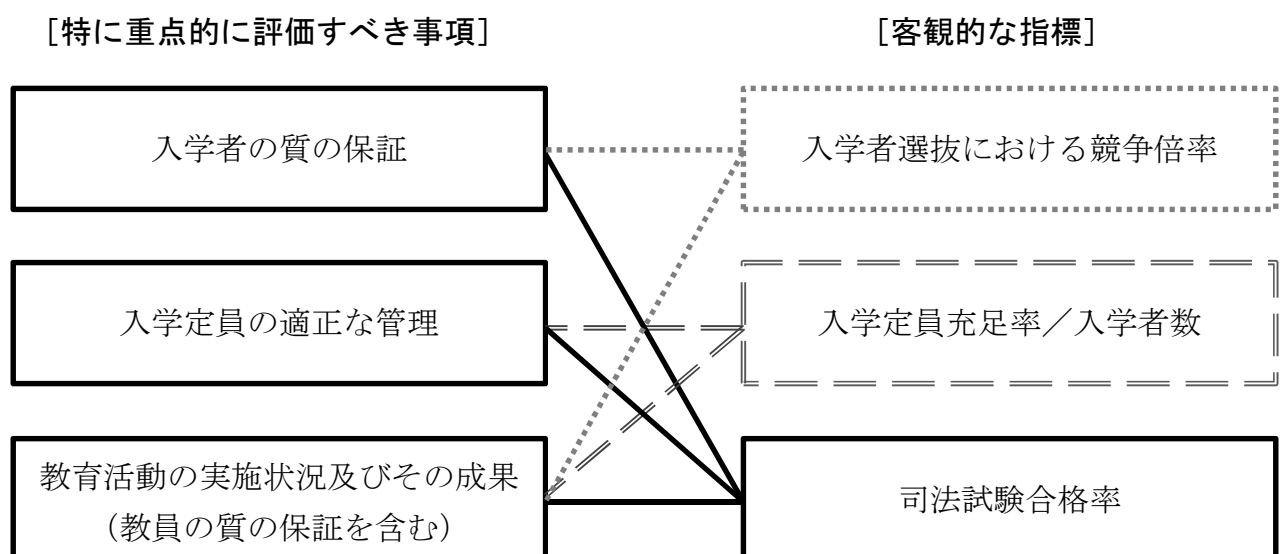 [特に重点的に評価すべき事項]
[客観的な指標]
入学者の質の保証
入学者選抜における競争倍率
入学定員の適正な管理
入学定員充足率／入学者数
教育活動の実施状況及びその成果
（教員の質の保証を含む）
司法試験合格率